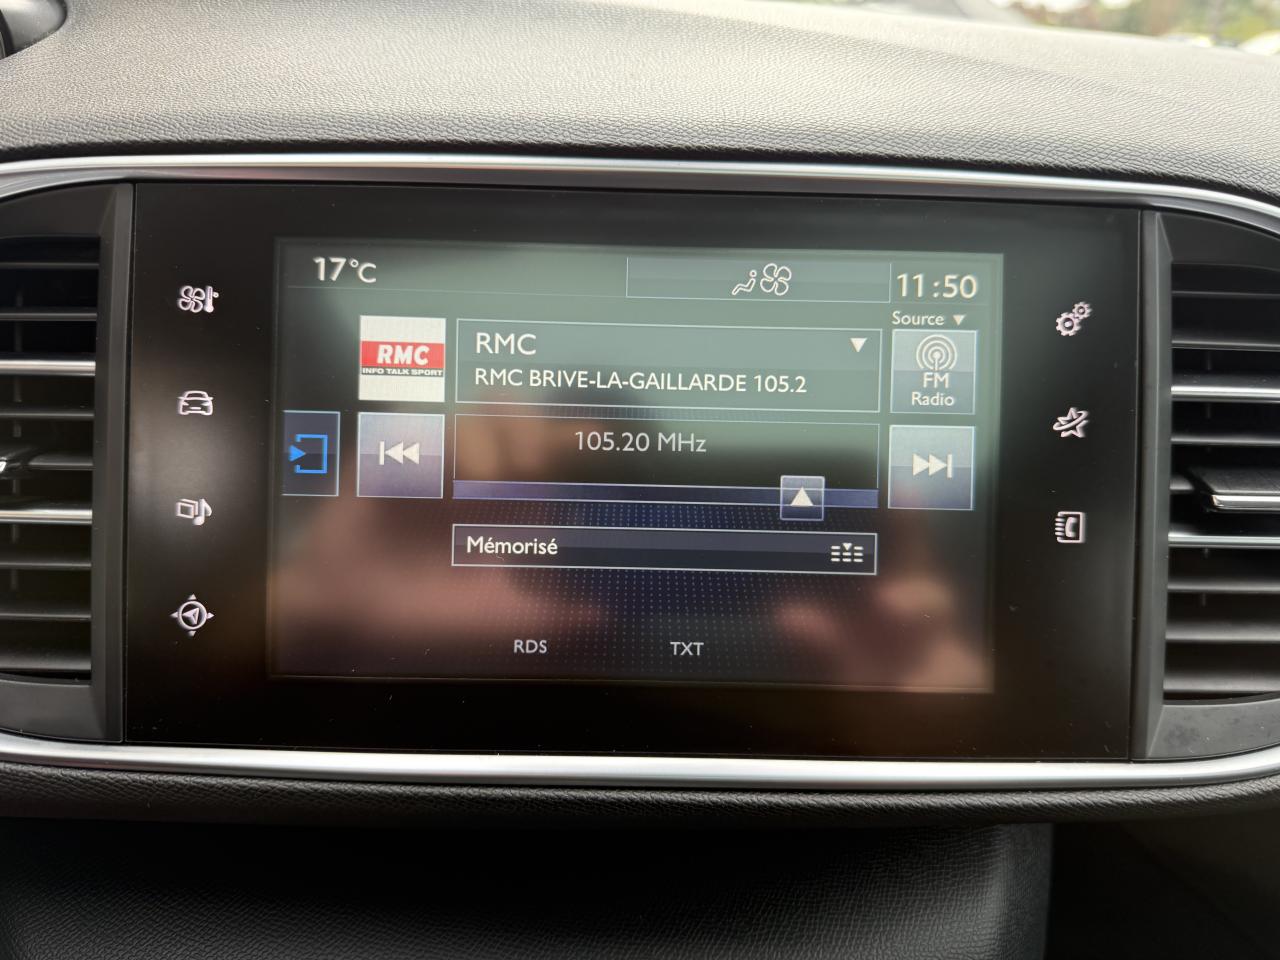 17°C
11:50
Source
RMC
INFO TALK SPORT
RMC
RMC BRIVE-LA-GAILLARDE 105.2
FM
Radio
105.20 MHz
Mémorisé
RDS
TXT